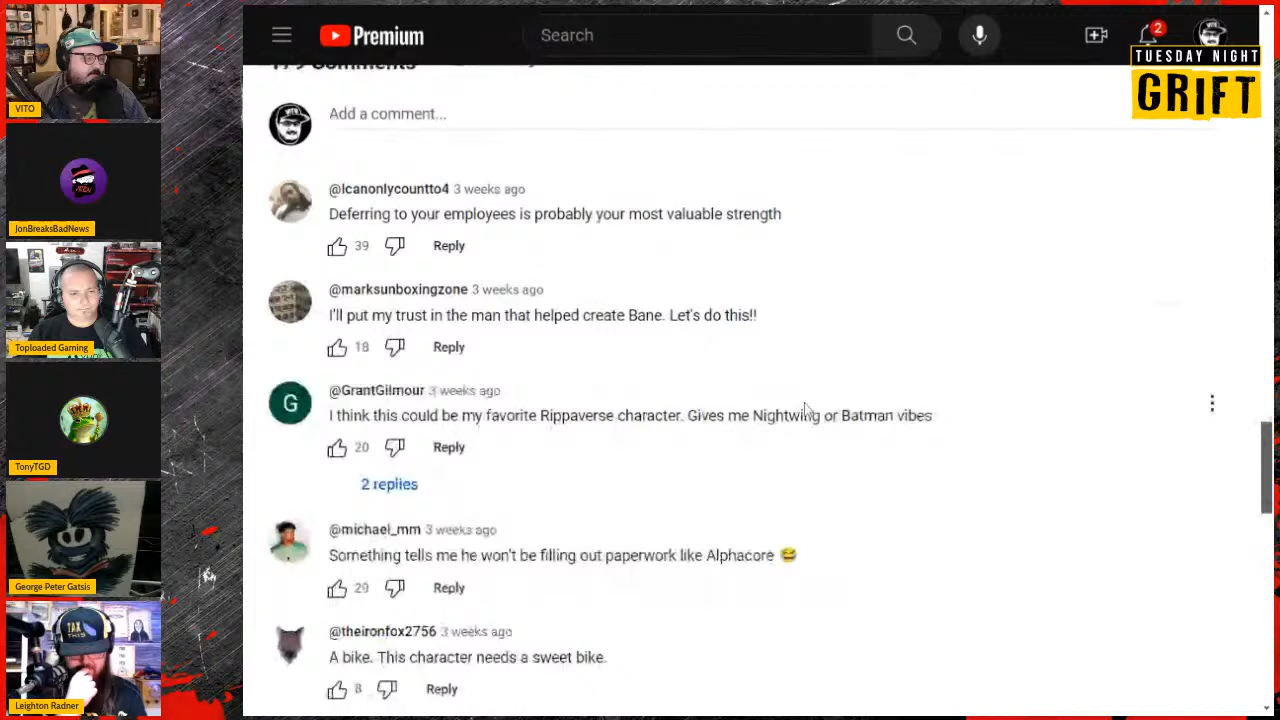 Premium
Search
2
TUESDAY NIGHT
GRIFT
179 Comments
Add a comment...
@Icanonlycountto4 3 weeks ago
Deferring to your employees is probably your most valuable strength
39 Reply
@marksunboxingzone 3 weeks ago
I'll put my trust in the man that helped create Bane. Let's do this!!
18 Reply
@GrantGilmour 3 weeks ago
G
I think this could be my favorite Rippaverse character. Gives me Nightwing or Batman vibes
20 Reply
2 replies
@michael_mm 3 weeks ago
Something tells me he won't be filling out paperwork like Alphacore 😂
29 Reply
@theironfox2756 3 weeks ago
A bike. This character needs a sweet bike.
8 Reply
VITO
JonBreaksBadNews
Toploaded Gaming
TonyTGD
George Peter Gatsis
TAX
THIS
Leighton Radner